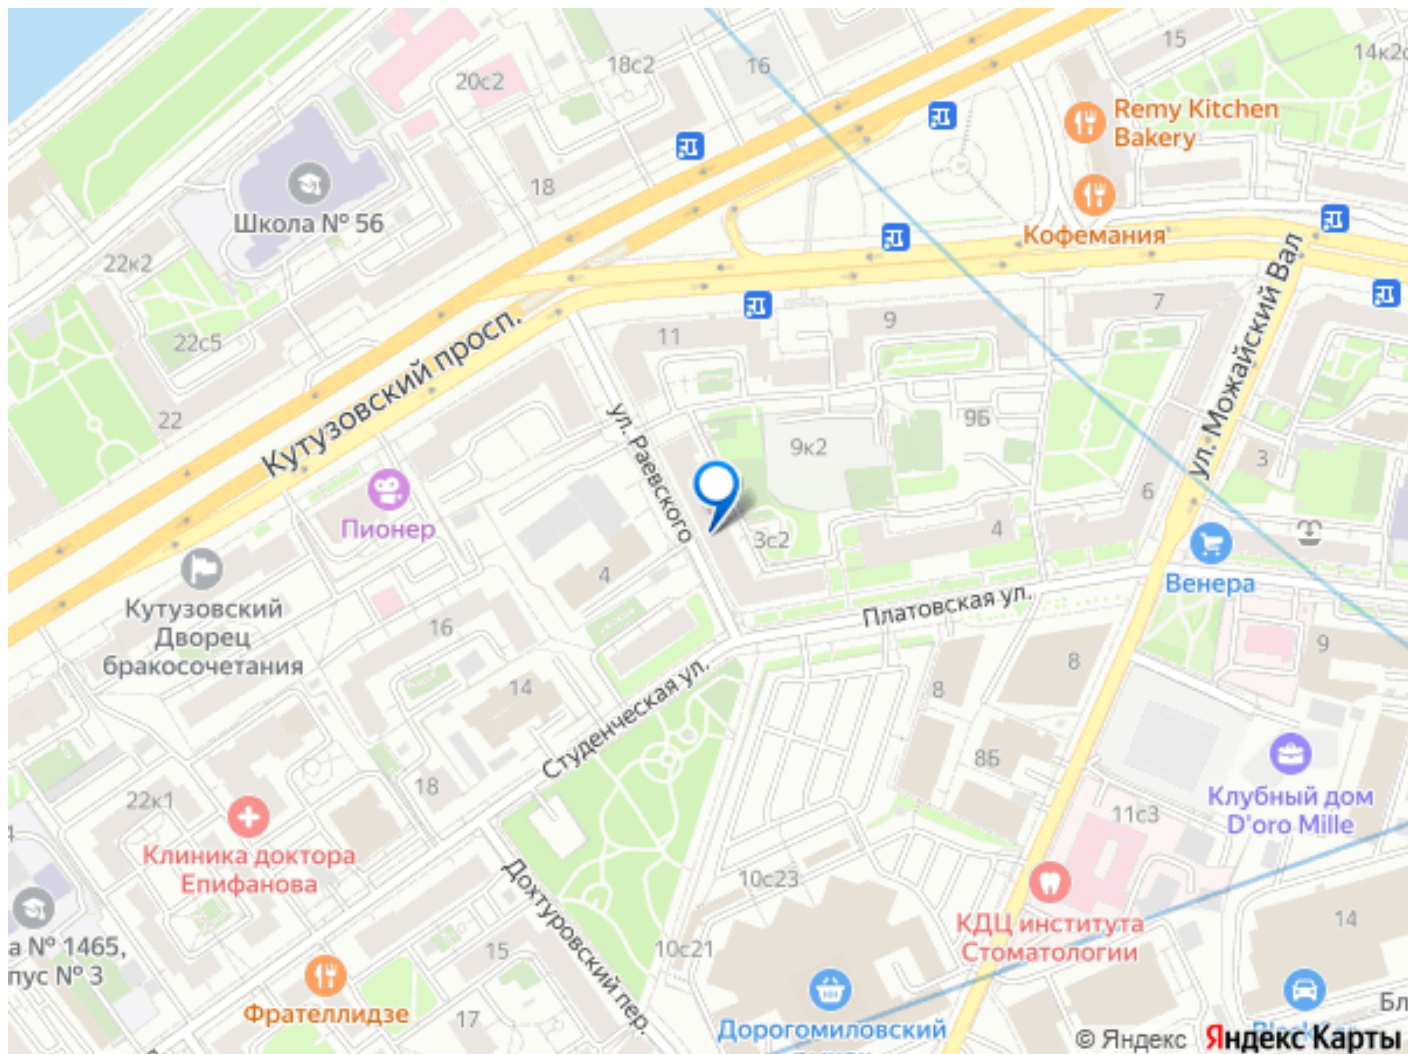 15
14к2с
18с2
16
20с2
Remy Kitchen
Bakery
18
Школа № 56
Кофемания
22к2
ул. Можайский Вал
7
9
11
22с5
Кутузовский просп.
22
ул. Раевского
9Б
9к2
3
6
Пионер
4
3с2
Венера
4
Платовская ул.
Кутузовский
Дворец
бракосочетания
16
9
8
8
14
Студенческая ул.
8Б
18
22к1
Клубный дом
D'oro Mille
11с3
Клиника доктора
Епифанова
Дохтуровский пер.
10с23
14
КДЦ института
Стоматологии
а № 1465,
пус № 3
15
10с21
Фрателлидзе
17
Дорогомиловский
Бл
© Яндекс Яндекс Карты